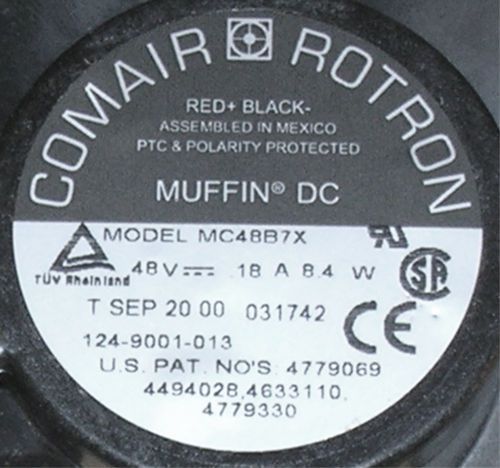 COMAIR ROTRON
RED+ BLACK-
ASSEMBLED IN MEXICO
PTC & POLARITY PROTECTED
MUFFIN® DC
MODEL MC48B7X
TÜV Rheinland
48V⎓ .18 A 8.4 W
T SEP 20 00 031742
124-9001-013
U.S. PAT. NO'S: 4779069
4494028,4633110,
4779330